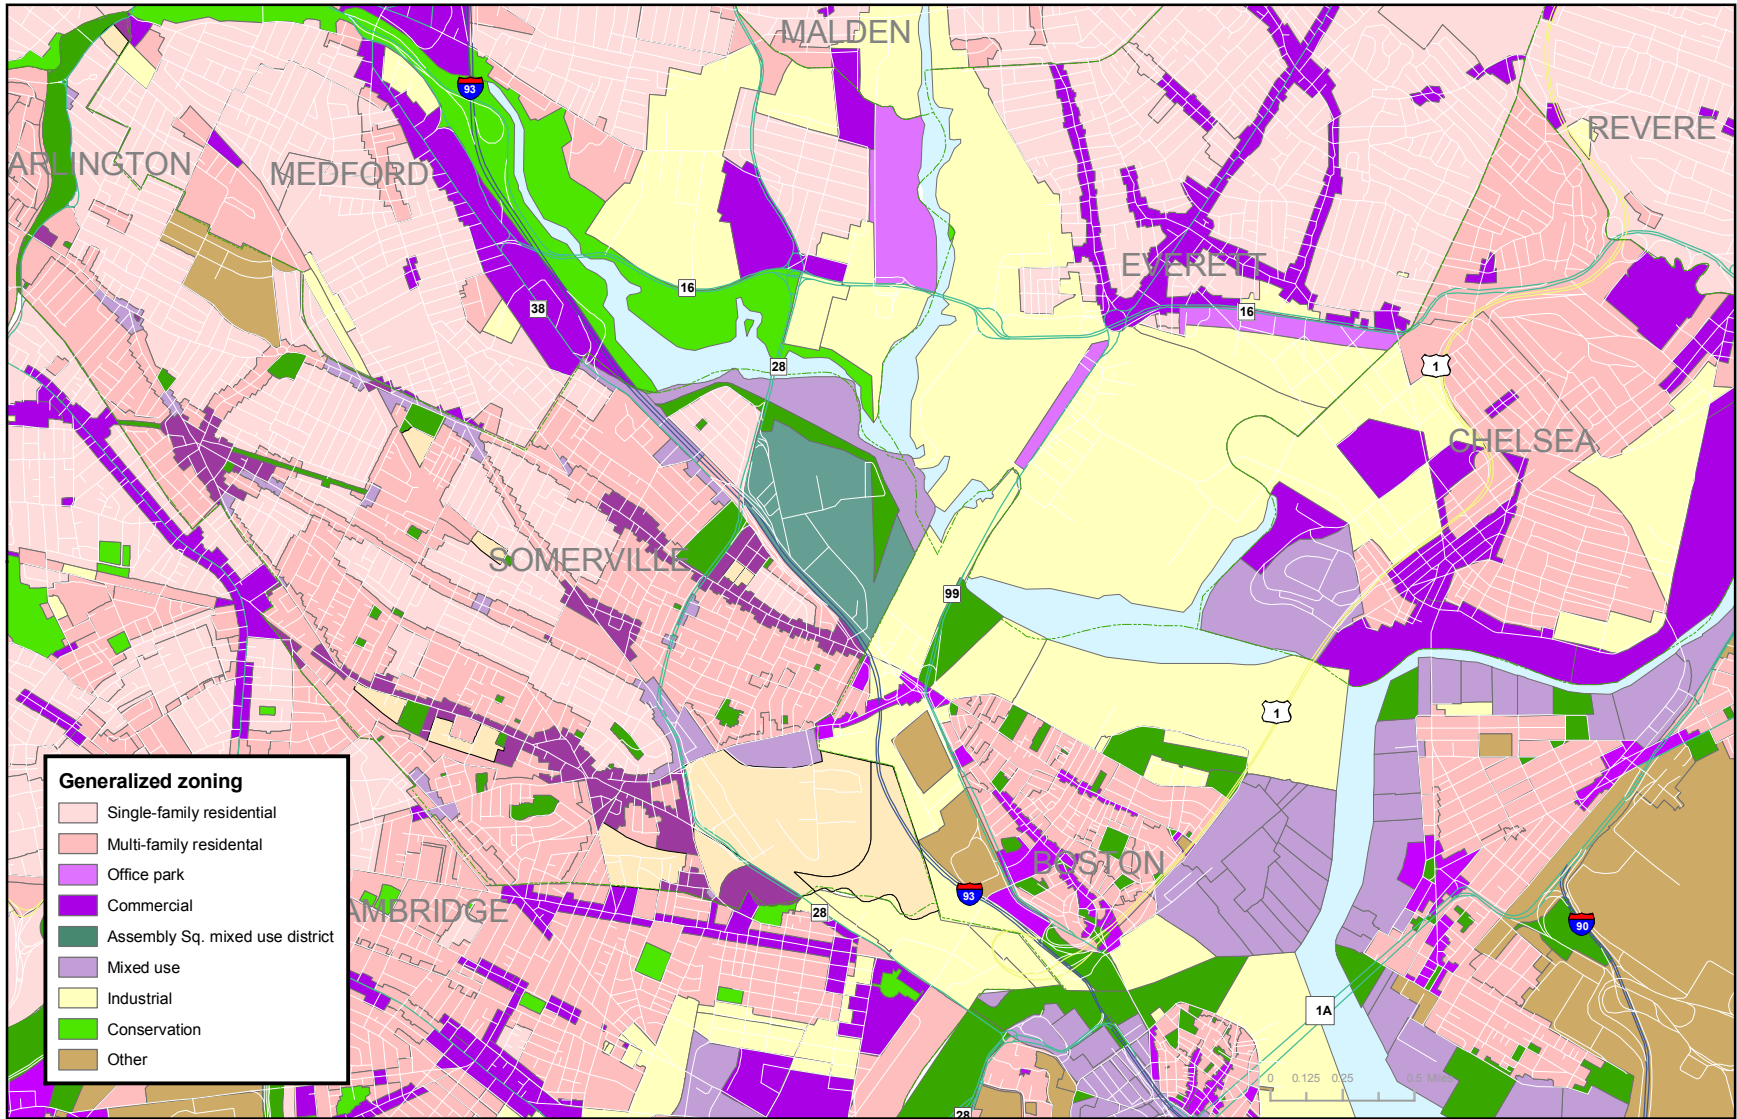 MALDEN
93
REVERE
ARLINGTON
MEDFORD
EVERETT
16
38
16
28
1
CHELSEA
SOMERVILLE
99
1
Generalized zoning
Single-family residential
Multi-family residental
Office park
Commercial
Assembly Sq. mixed use district
Mixed use
Industrial
Conservation
Other
BOSTON
93
AMBRIDGE
28
90
1A
0 0.125 0.25 0.5 Miles
28